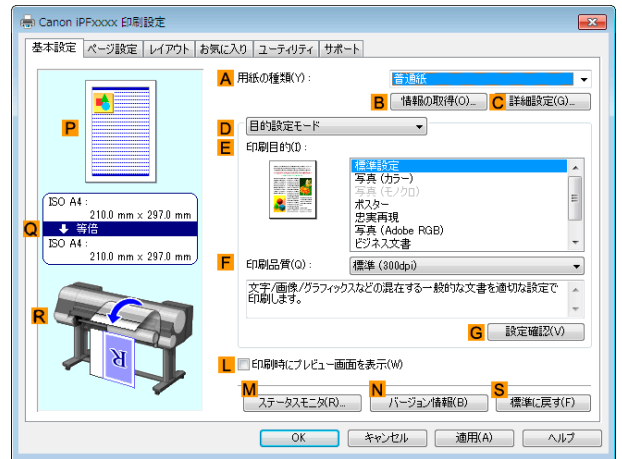 Canon iPFxxxx 印刷設定
基本設定 ページ設定 レイアウト お気に入り ユーティリティ サポート
A 用紙の種類(Y): 普通紙
B 情報の取得(O)... C 詳細設定(G)...
P
D 目的設定モード
E 印刷目的(I):
標準設定
写真 (カラー)
写真 (モノクロ)
ポスター
忠実再現
写真 (Adobe RGB)
ビジネス文書
ISO A4 :
210.0 mm x 297.0 mm
Q 等倍
ISO A4 :
210.0 mm x 297.0 mm
F 印刷品質(Q): 標準 (300dpi)
文字/画像/グラフィックスなどの混在する一般的な文書を適切な設定で
印刷します。
R
R
G 設定確認(V)
L 印刷時にプレビュー画面を表示(W)
M ステータスモニタ(R)... N バージョン情報(B) S 標準に戻す(F)
OK キャンセル 適用(A) ヘルプ